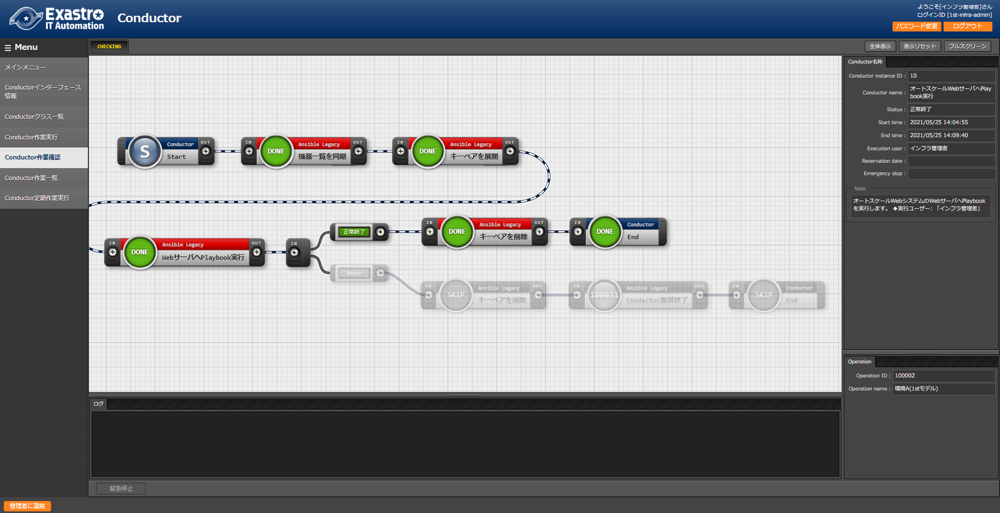 Exastro
IT Automation
Conductor
ようこそ[インフラ管理者]さん
ログインID [1st-infra-admin]
パスワード変更
ログアウト
Menu
メインメニュー
Conductorインターフェース
情報
Conductorクラス一覧
Conductor作業実行
Conductor作業確認
Conductor作業一覧
Conductor定期作業実行
CHECKING
全体表示
表示リセット
フルスクリーン
S
Conductor
Start
OUT
IN
DONE
Ansible Legacy
機器一覧を同期
OUT
IN
DONE
Ansible Legacy
キーペアを展開
OUT
IN
DONE
Ansible Legacy
WebサーバへPlaybook実行
OUT
IN
正常終了
Other
IN
DONE
Ansible Legacy
キーペアを削除
OUT
IN
DONE
Conductor
End
IN
SKIP
Ansible Legacy
キーペアを削除
OUT
IN
100031
Ansible Legacy
Conductor異常終了
OUT
IN
SKIP
Conductor
End
Conductor名称
Conductor instance ID : 10
Conductor name : オートスケールWebサーバへPlay
book実行
Status : 正常終了
Start time : 2021/05/25 14:04:55
End time : 2021/05/25 14:09:40
Execution user : インフラ管理者
Reservation date :
Emergency stop :
Note
オートスケールWebシステムのWebサーバへPlaybook
を実行します。 ◆実行ユーザー: 「インフラ管理者」
Operation
Operation ID : 100002
Operation name : 環境A(1stモデル)
ログ
緊急停止
管理者に連絡